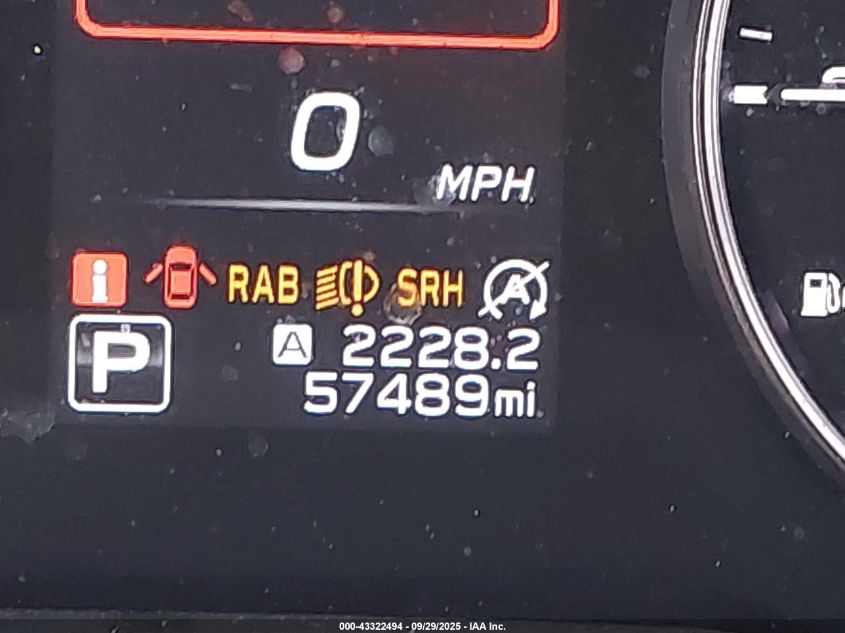 0
MPH
i RAB SRH A
P A 2228.2
57489mi
000-43322494 - 09/29/2025 - IAA Inc.